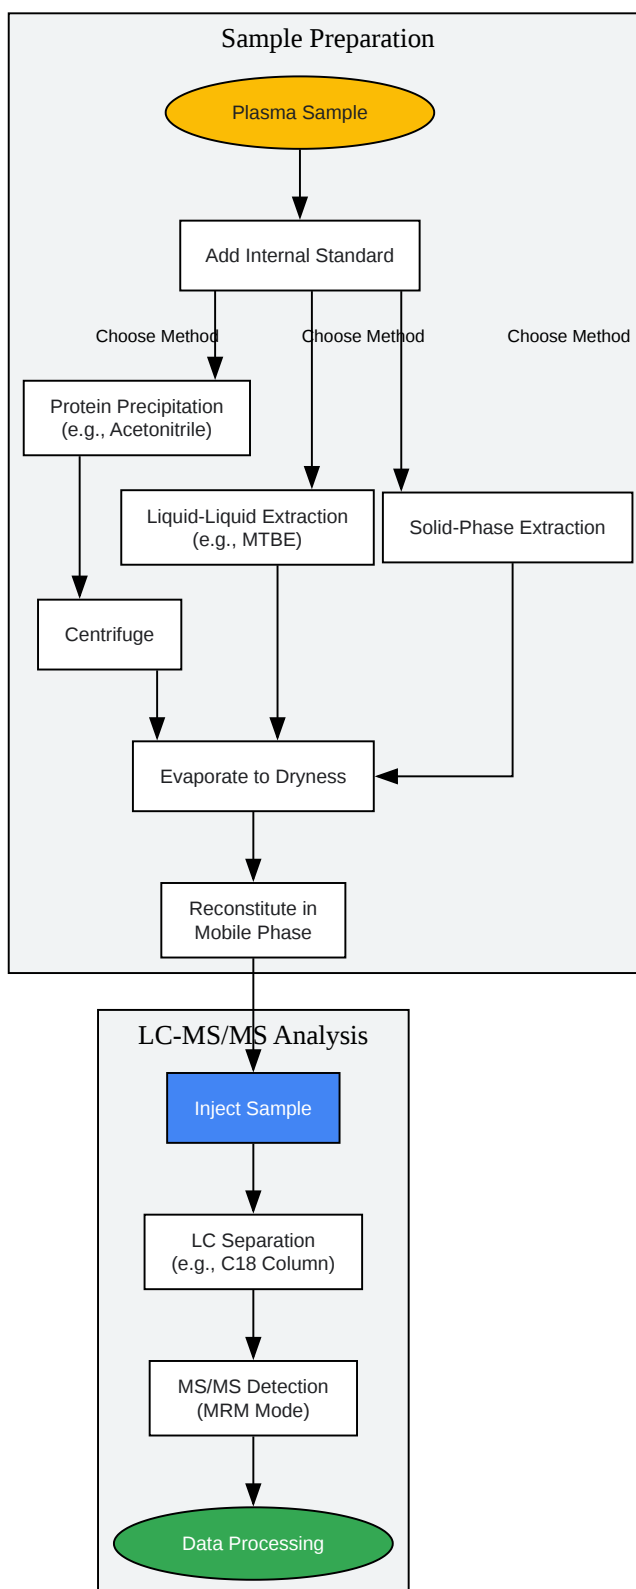 Sample Preparation
Plasma Sample
Add Internal Standard
Choose Method
Choose Method
Choose Method
Protein Precipitation
(e.g., Acetonitrile)
Liquid-Liquid Extraction
(e.g., MTBE)
Solid-Phase Extraction
Centrifuge
Evaporate to Dryness
Reconstitute in
Mobile Phase
LC-MS/MS Analysis
Inject Sample
LC Separation
(e.g., C18 Column)
MS/MS Detection
(MRM Mode)
Data Processing